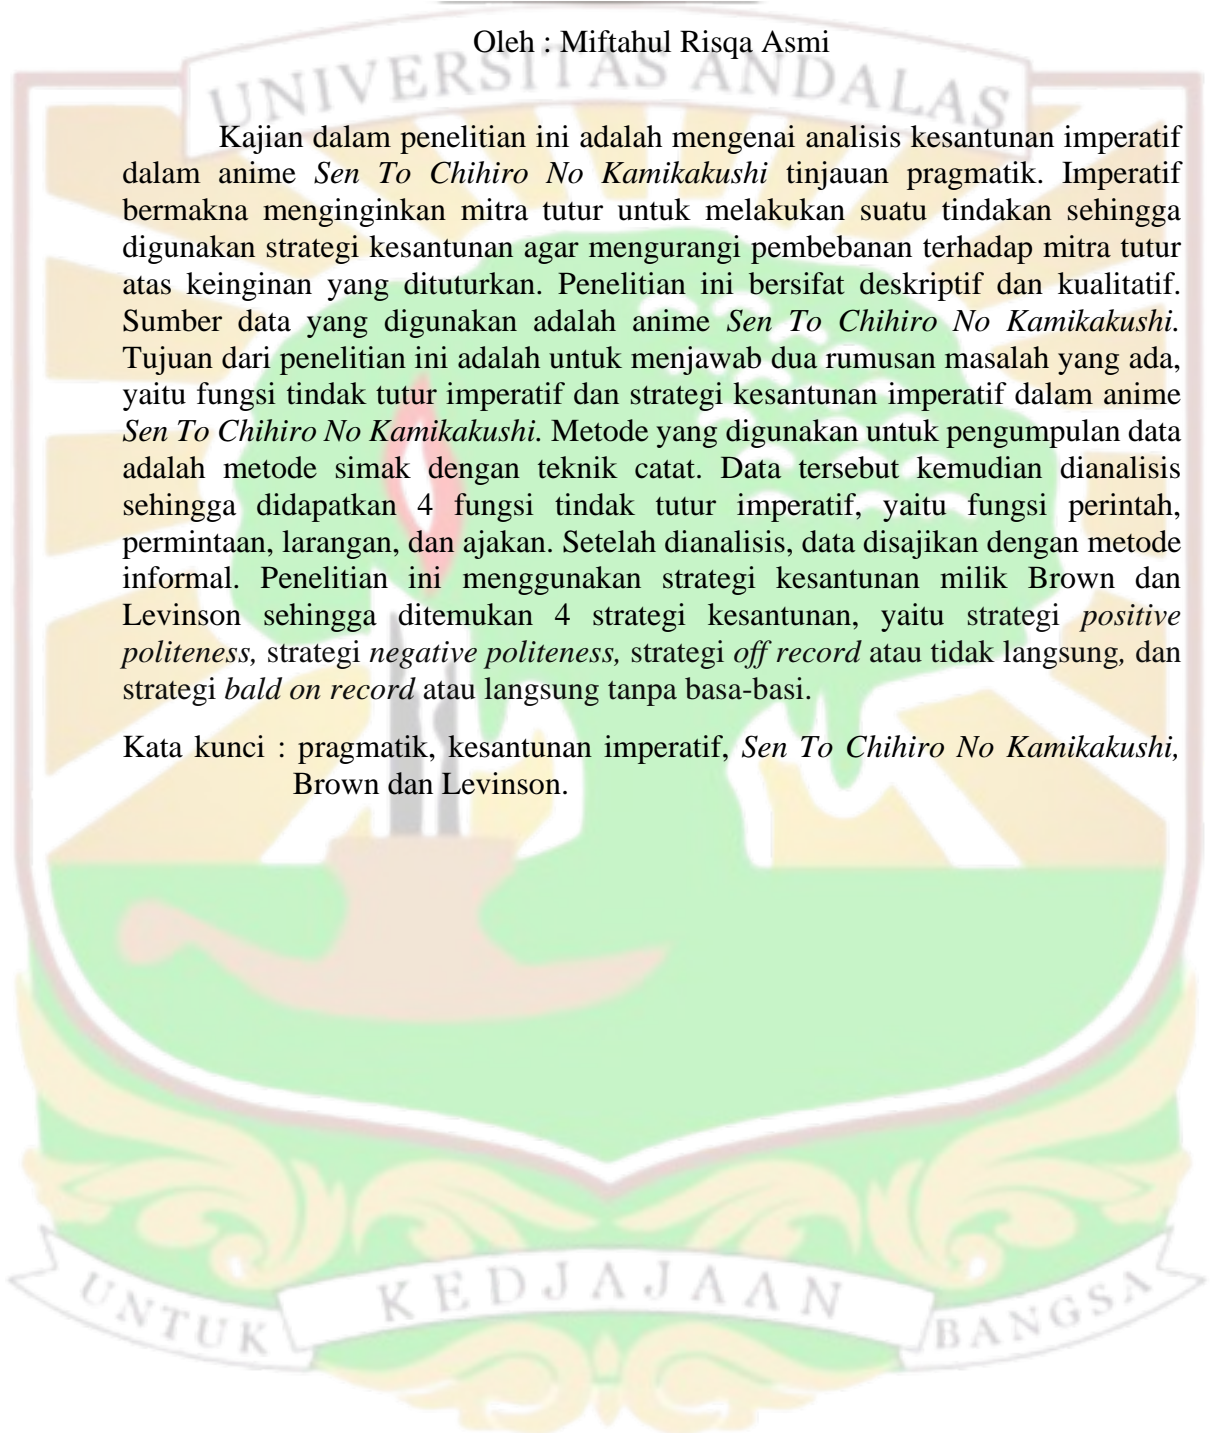 Oleh : Miftahul Risqa Asmi
UNIVERSITAS ANDALAS
Kajian dalam penelitian ini adalah mengenai analisis kesantunan imperatif
dalam anime Sen To Chihiro No Kamikakushi tinjauan pragmatik. Imperatif
bermakna menginginkan mitra tutur untuk melakukan suatu tindakan sehingga
digunakan strategi kesantunan agar mengurangi pembebanan terhadap mitra tutur
atas keinginan yang dituturkan. Penelitian ini bersifat deskriptif dan kualitatif.
Sumber data yang digunakan adalah anime Sen To Chihiro No Kamikakushi.
Tujuan dari penelitian ini adalah untuk menjawab dua rumusan masalah yang ada,
yaitu fungsi tindak tutur imperatif dan strategi kesantunan imperatif dalam anime
Sen To Chihiro No Kamikakushi. Metode yang digunakan untuk pengumpulan data
adalah metode simak dengan teknik catat. Data tersebut kemudian dianalisis
sehingga didapatkan 4 fungsi tindak tutur imperatif, yaitu fungsi perintah,
permintaan, larangan, dan ajakan. Setelah dianalisis, data disajikan dengan metode
informal. Penelitian ini menggunakan strategi kesantunan milik Brown dan
Levinson sehingga ditemukan 4 strategi kesantunan, yaitu strategi positive
politeness, strategi negative politeness, strategi off record atau tidak langsung, dan
strategi bald on record atau langsung tanpa basa-basi.
Kata kunci : pragmatik, kesantunan imperatif, Sen To Chihiro No Kamikakushi,
Brown dan Levinson.
UNTUK KEDJAJAAN BANGSA